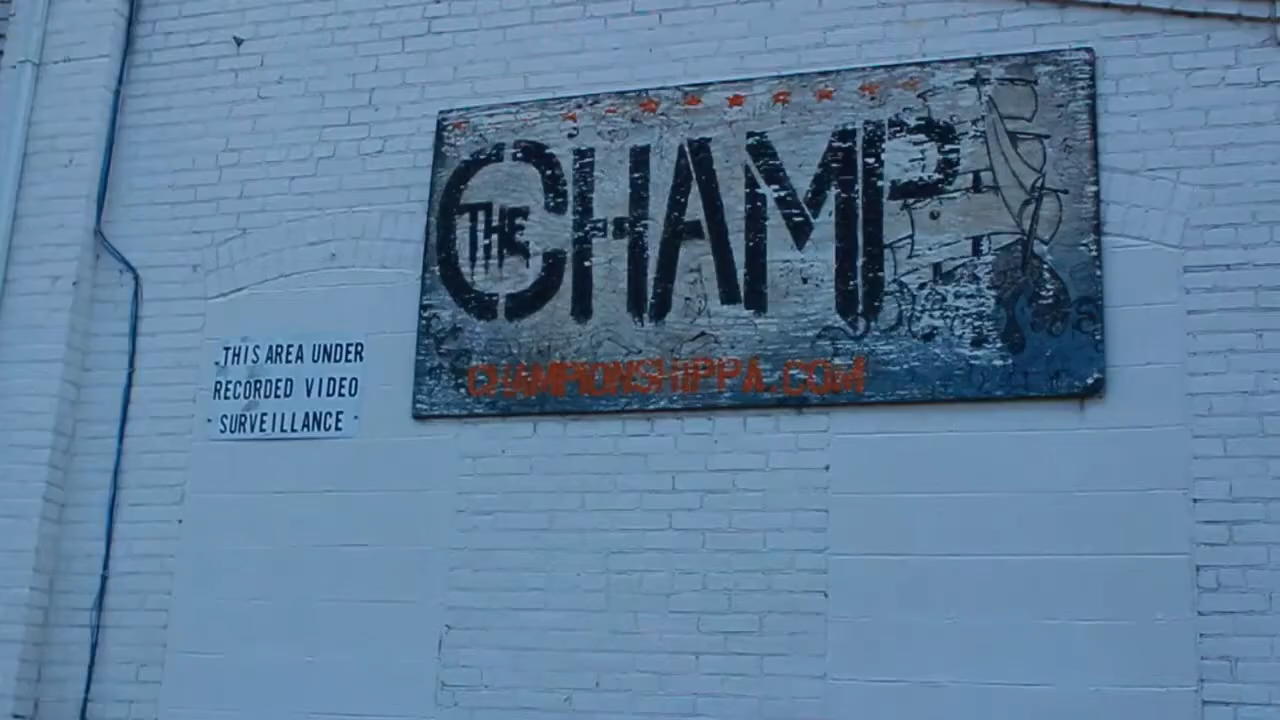 THE CHAMP
CHAMPIONSHIPPA.COM
THIS AREA UNDER
RECORDED VIDEO
SURVEILLANCE